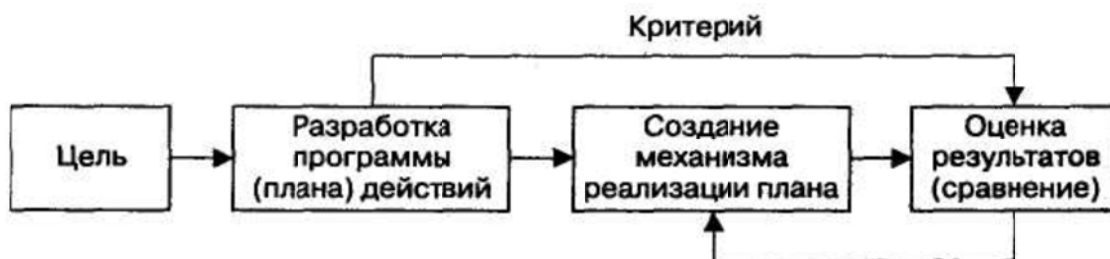 Критерий
Цель
Разработка
программы
(плана) действий
Создание
механизма
реализации плана
Оценка
результатов
(сравнение)